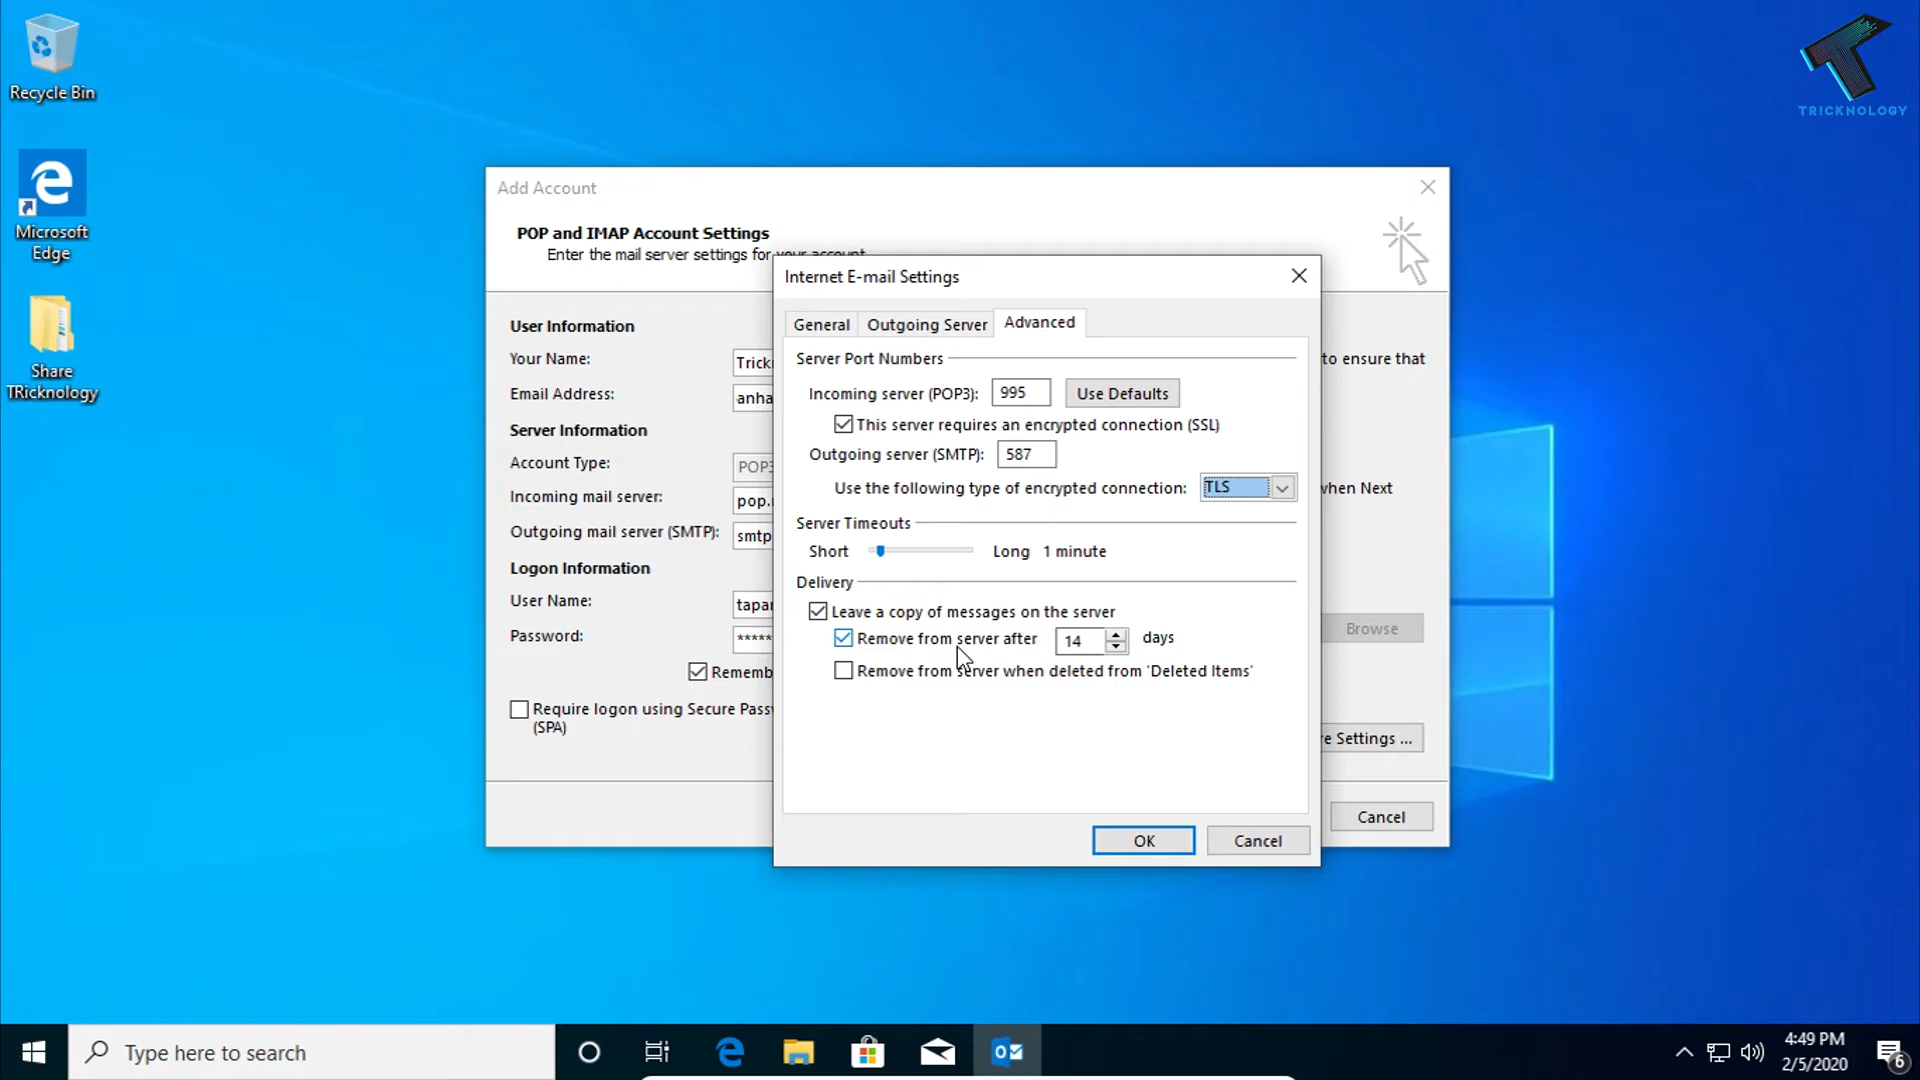 Recycle Bin
Microsoft
Edge
Share
TRicknology
TRICKNOLOGY
Add Account
POP and IMAP Account Settings
Enter the mail server settings for your account.
User Information
Your Name:
Email Address:
Server Information
Account Type:
POP3
Incoming mail server:
pop.
Outgoing mail server (SMTP):
smtp
Logon Information
User Name:
tapa
Password:
*****
Require logon using Secure
(SPA)
to ensure that
when Next
Browse
Settings ...
Cancel
Internet E-mail Settings
General
Outgoing Server
Advanced
Server Port Numbers
Incoming server (POP3):
995
Use Defaults
This server requires an encrypted connection (SSL)
Outgoing server (SMTP):
587
Use the following type of encrypted connection:
TLS
Server Timeouts
Short
Long 1 minute
Delivery
Leave a copy of messages on the server
Remove from server after
14
days
Remove from server when deleted from 'Deleted Items'
OK
Cancel
Type here to search
4:49 PM
2/5/2020
6